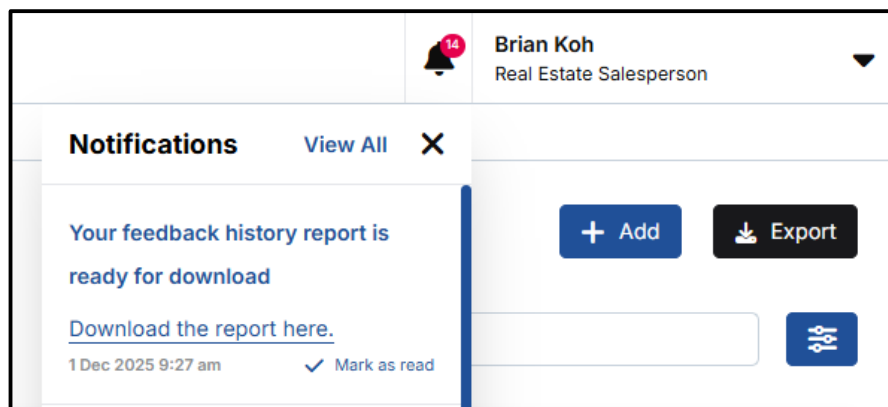 14
Brian Koh
Real Estate Salesperson
Notifications View All
Your feedback history report is
ready for download
Download the report here.
1 Dec 2025 9:27 am Mark as read
Add Export